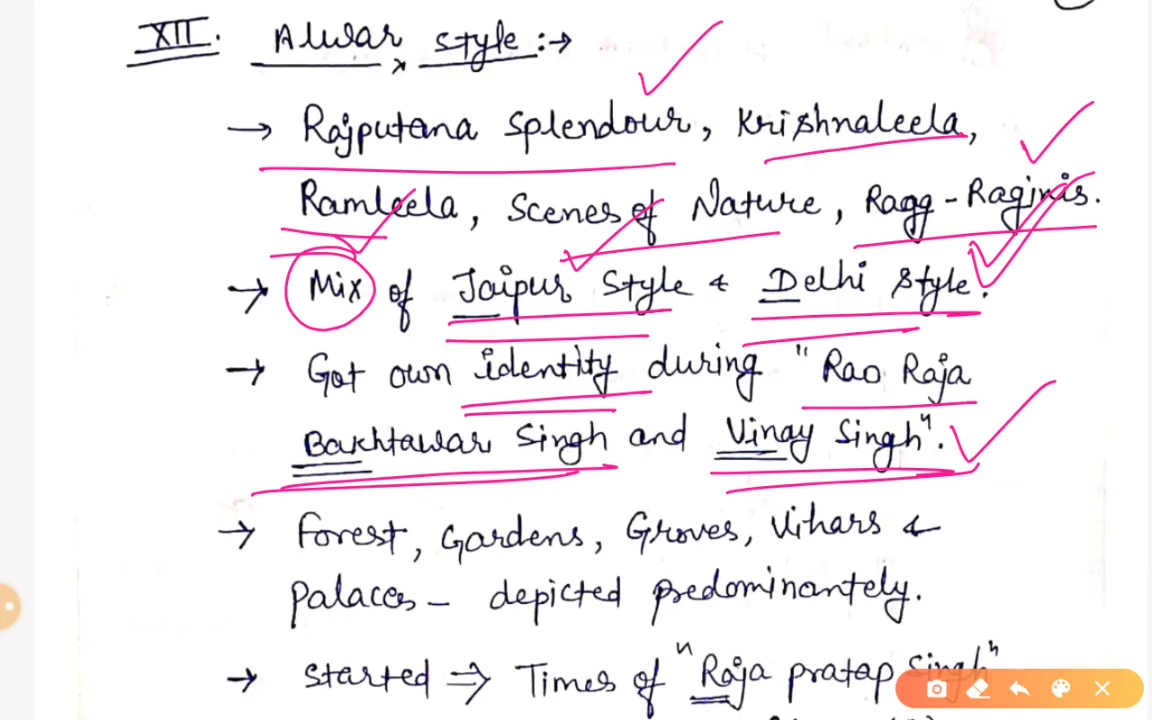 XII. Alwar style :→
→ Rajputana splendour, Krishnaleela,
Ramleela, Scenes of Nature, Ragg-Raginis.
→ Mix of Jaipur Style & Delhi style.
→ Got own identity during "Rao Raja
Bakhtawar Singh and Vinay Singh".
→ Forest, Gardens, Groves, Vihars &
palaces - depicted predominantely.
→ Started ⇒ Times of "Raja pratap Singh"